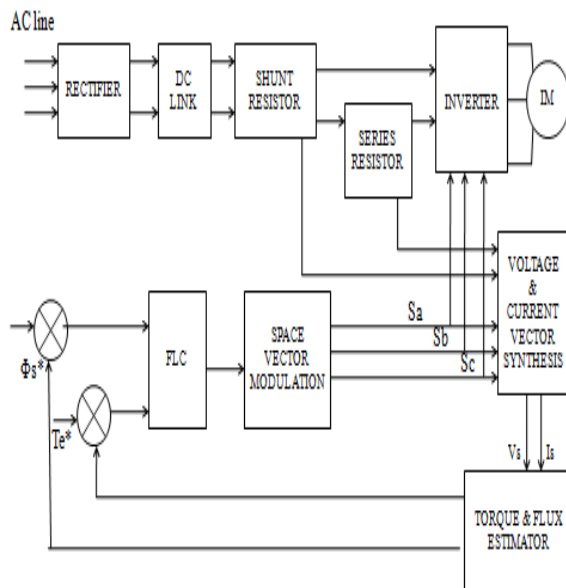 AC line
RECTIFIER
DC
LINK
SHUNT
RESISTOR
SERIES
RESISTOR
INVERTER
IM
VOLTAGE
&
CURRENT
VECTOR
SYNTHESIS
Φs*
Te*
FLC
SPACE
VECTOR
MODULATION
Sa
Sb
Sc
Vs
Is
TORQUE & FLUX
ESTIMATOR